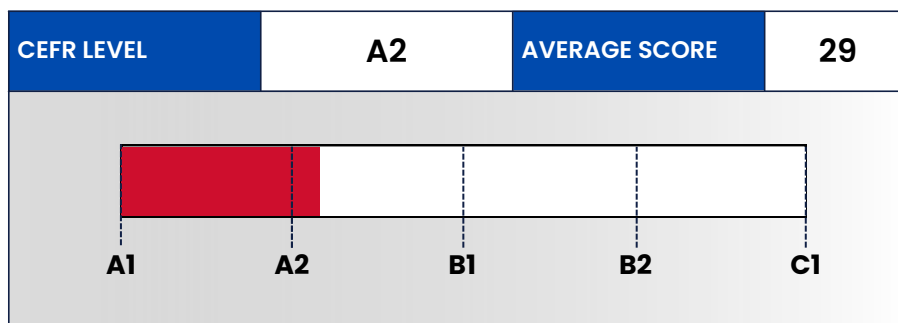 CEFR LEVEL A2 AVERAGE SCORE 29
A1 A2 B1 B2 C1